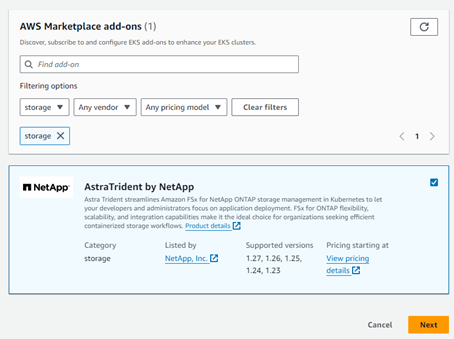 AWS Marketplace add-ons (1)
Discover, subscribe to and configure EKS add-ons to enhance your EKS clusters.
Find add-on
Filtering options
storage Any vendor Any pricing model Clear filters
storage
1
NetApp
AstraTrident by NetApp
Astra Trident streamlines Amazon FSx for NetApp ONTAP storage management in Kubernetes to let
your developers and administrators focus on application deployment. FSx for ONTAP flexibility,
scalability, and integration capabilities make it the ideal choice for organizations seeking efficient
containerized storage workflows. Product details
Category Listed by Supported versions Pricing starting at
storage NetApp, Inc. 1.27, 1.26, 1.25, View pricing
1.24, 1.23 details
Cancel Next